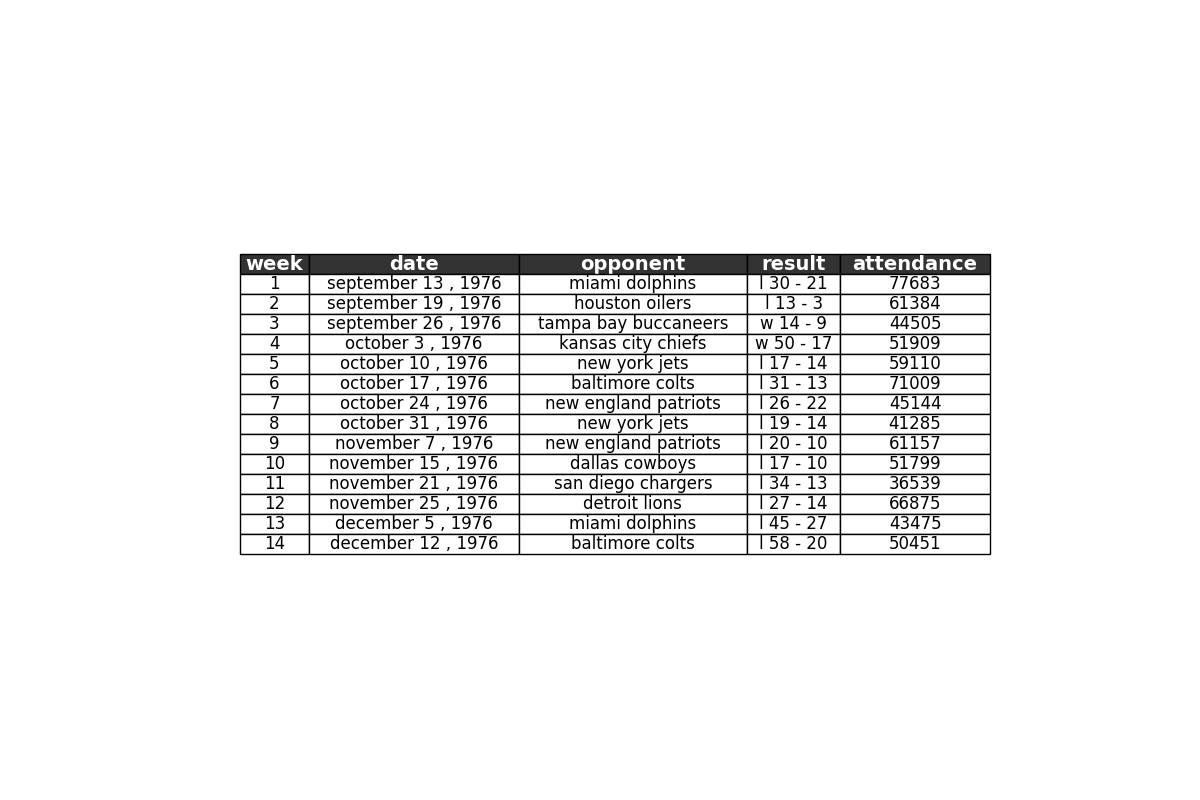 week date opponent result attendance
1 september 13 , 1976 miami dolphins l 30 - 21 77683
2 september 19 , 1976 houston oilers l 13 - 3 61384
3 september 26 , 1976 tampa bay buccaneers w 14 - 9 44505
4 october 3 , 1976 kansas city chiefs w 50 - 17 51909
5 october 10 , 1976 new york jets l 17 - 14 59110
6 october 17 , 1976 baltimore colts l 31 - 13 71009
7 october 24 , 1976 new england patriots l 26 - 22 45144
8 october 31 , 1976 new york jets l 19 - 14 41285
9 november 7 , 1976 new england patriots l 20 - 10 61157
10 november 15 , 1976 dallas cowboys l 17 - 10 51799
11 november 21 , 1976 san diego chargers l 34 - 13 36539
12 november 25 , 1976 detroit lions l 27 - 14 66875
13 december 5 , 1976 miami dolphins l 45 - 27 43475
14 december 12 , 1976 baltimore colts l 58 - 20 50451